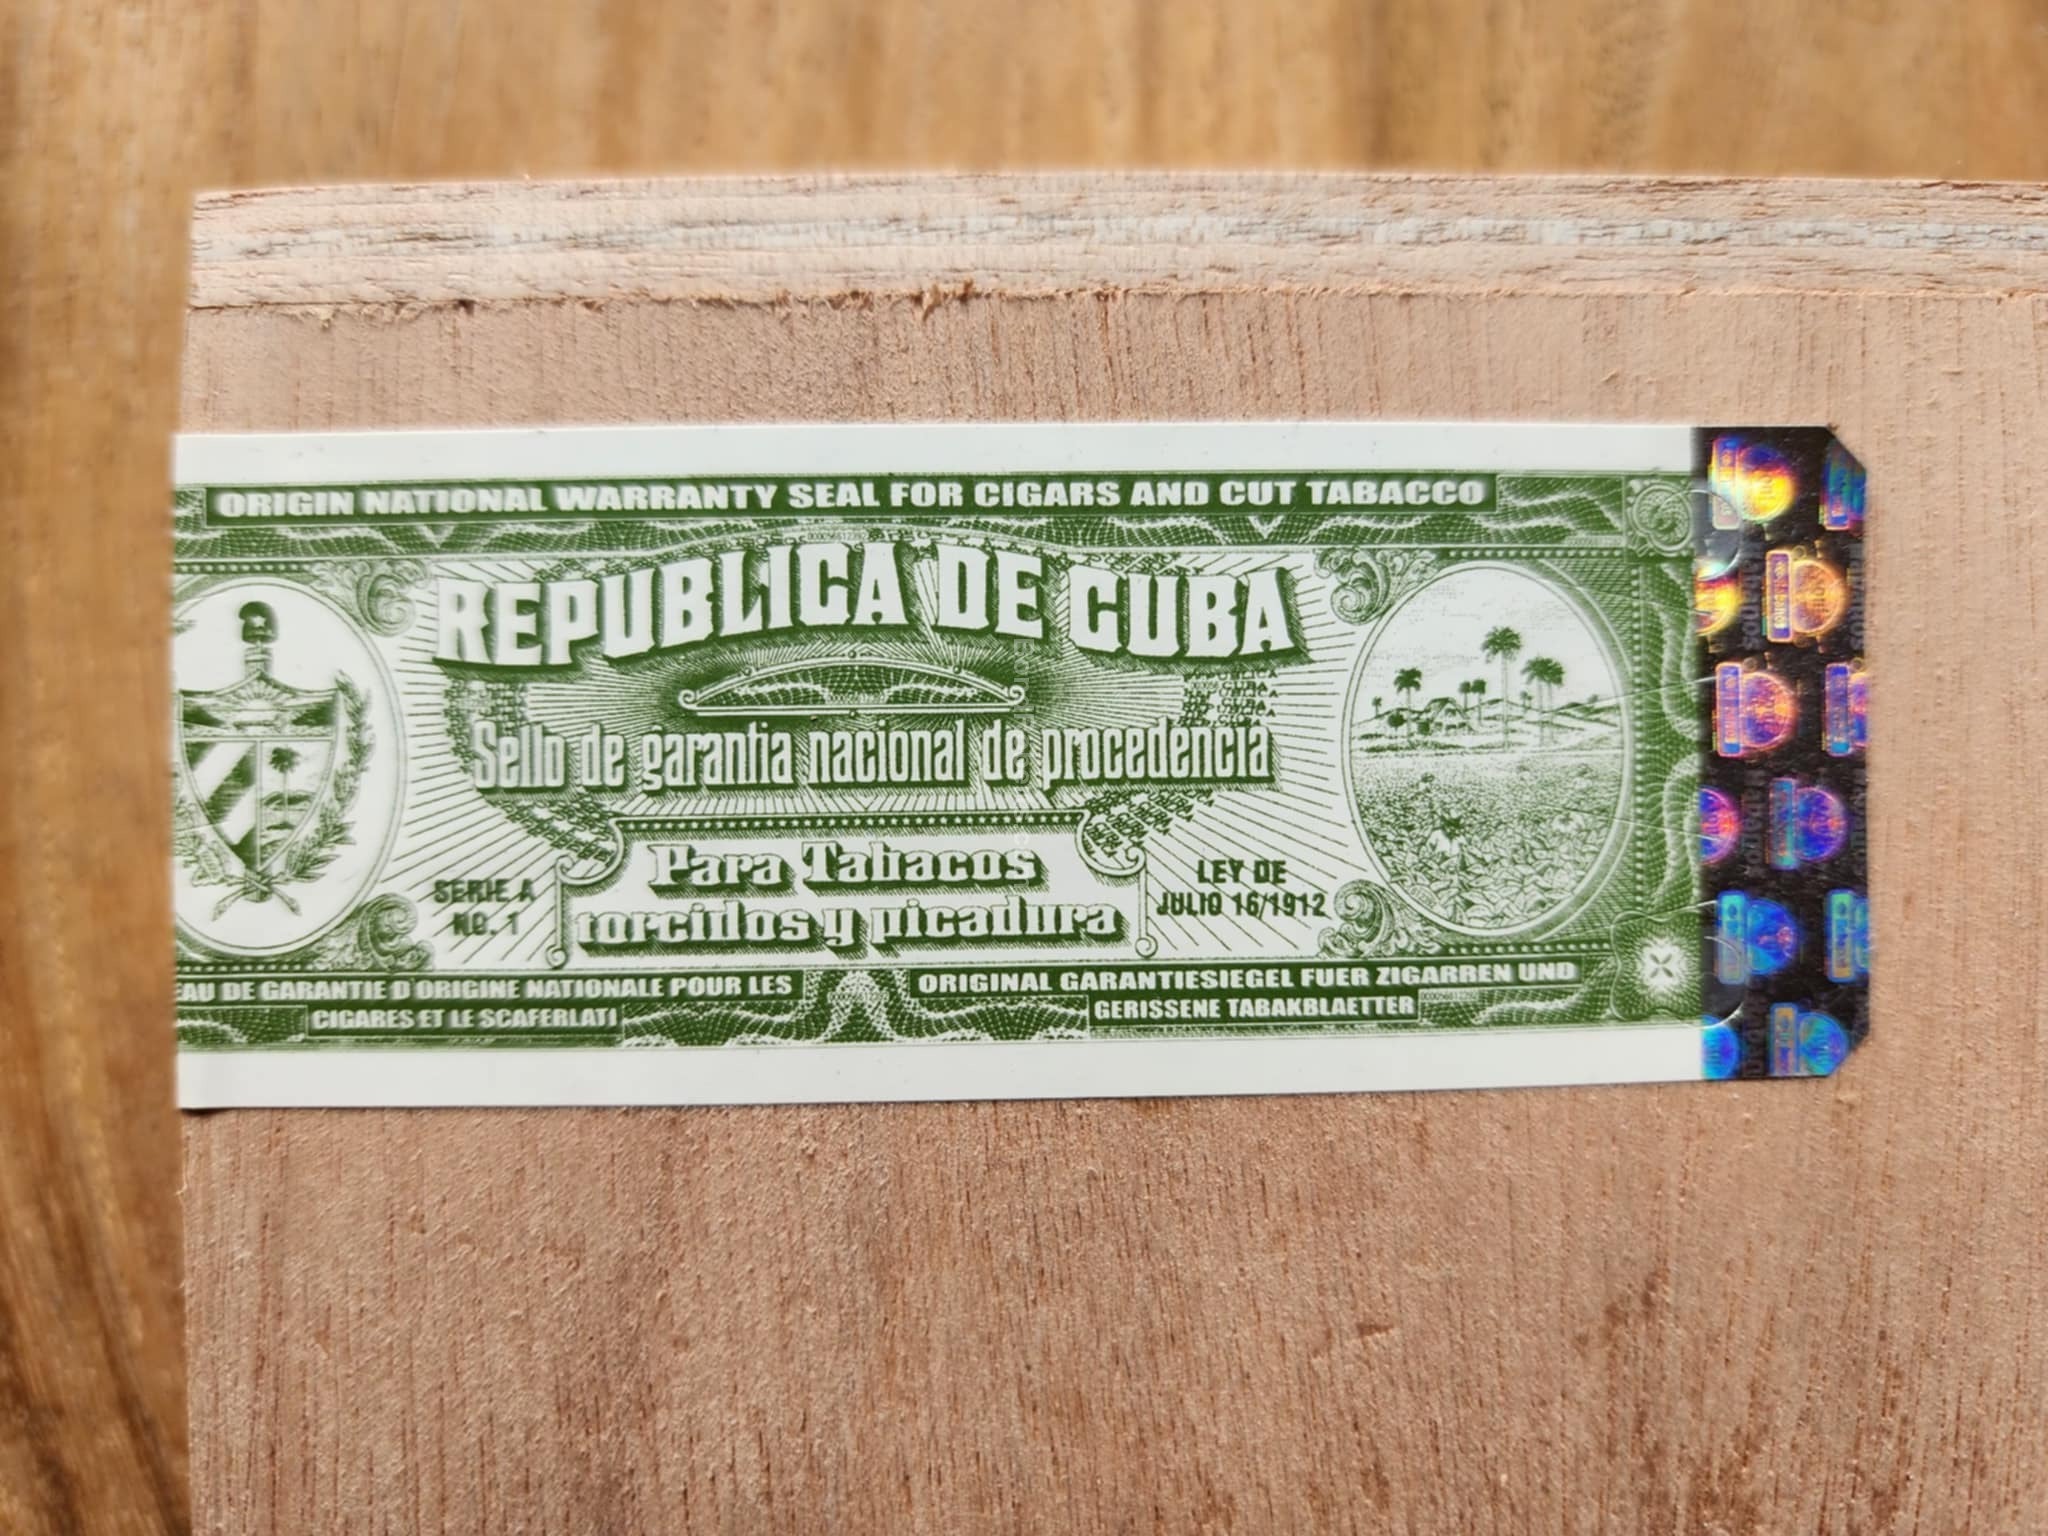 ORIGIN NATIONAL WARRANTY SEAL FOR CIGARS AND CUT TABACCO
REPUBLICA DE CUBA
Sello de garantia nacional de procedencia
Para Tabacos
torcidos y picadura
SERIE A
NO. 1
LEY DE
JULIO 16/1912
AU DE GARANTIE D'ORIGINE NATIONALE POUR LES
CIGARES ET LE SCAFERLATI
ORIGINAL GARANTIESIEGEL FUER ZIGARREN UND
GERISSENE TABAKBLAETTER